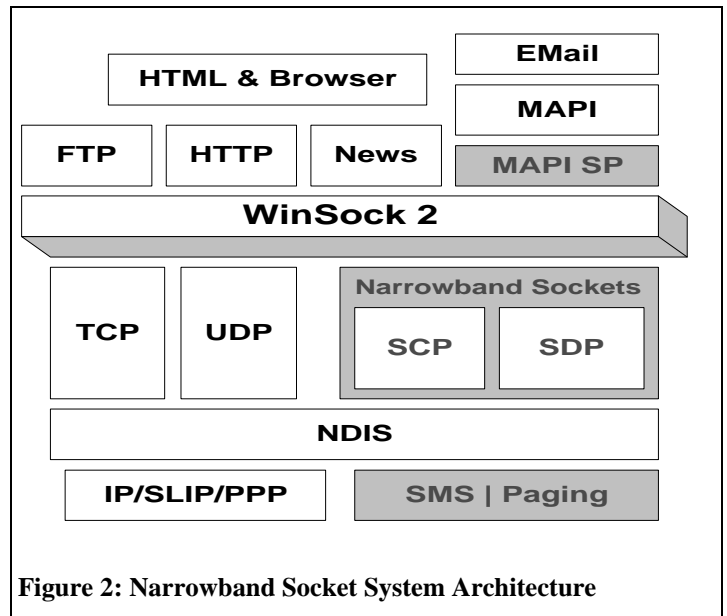 EMail
HTML & Browser
MAPI
FTP
HTTP
News
MAPI SP
WinSock 2
Narrowband Sockets
TCP
UDP
SCP
SDP
NDIS
IP/SLIP/PPP
SMS | Paging
Figure 2: Narrowband Socket System Architecture